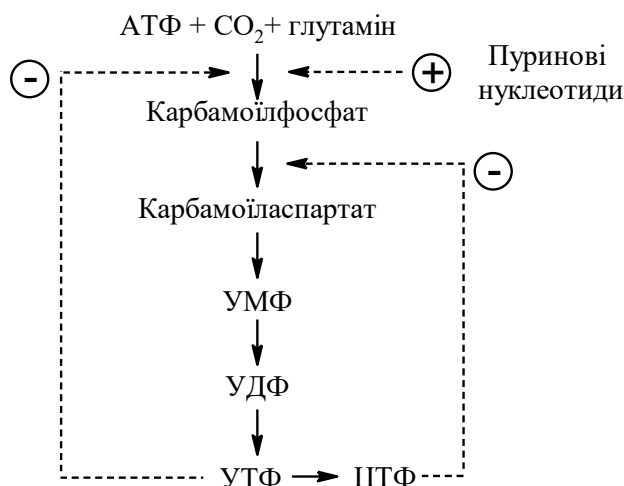 АТФ + CO₂ + глутамін
- + Пуринові
нуклеотиди
Карбамоїлфосфат
-
Карбамоїласпартат
УМФ
УДФ
УТФ ЦТФ